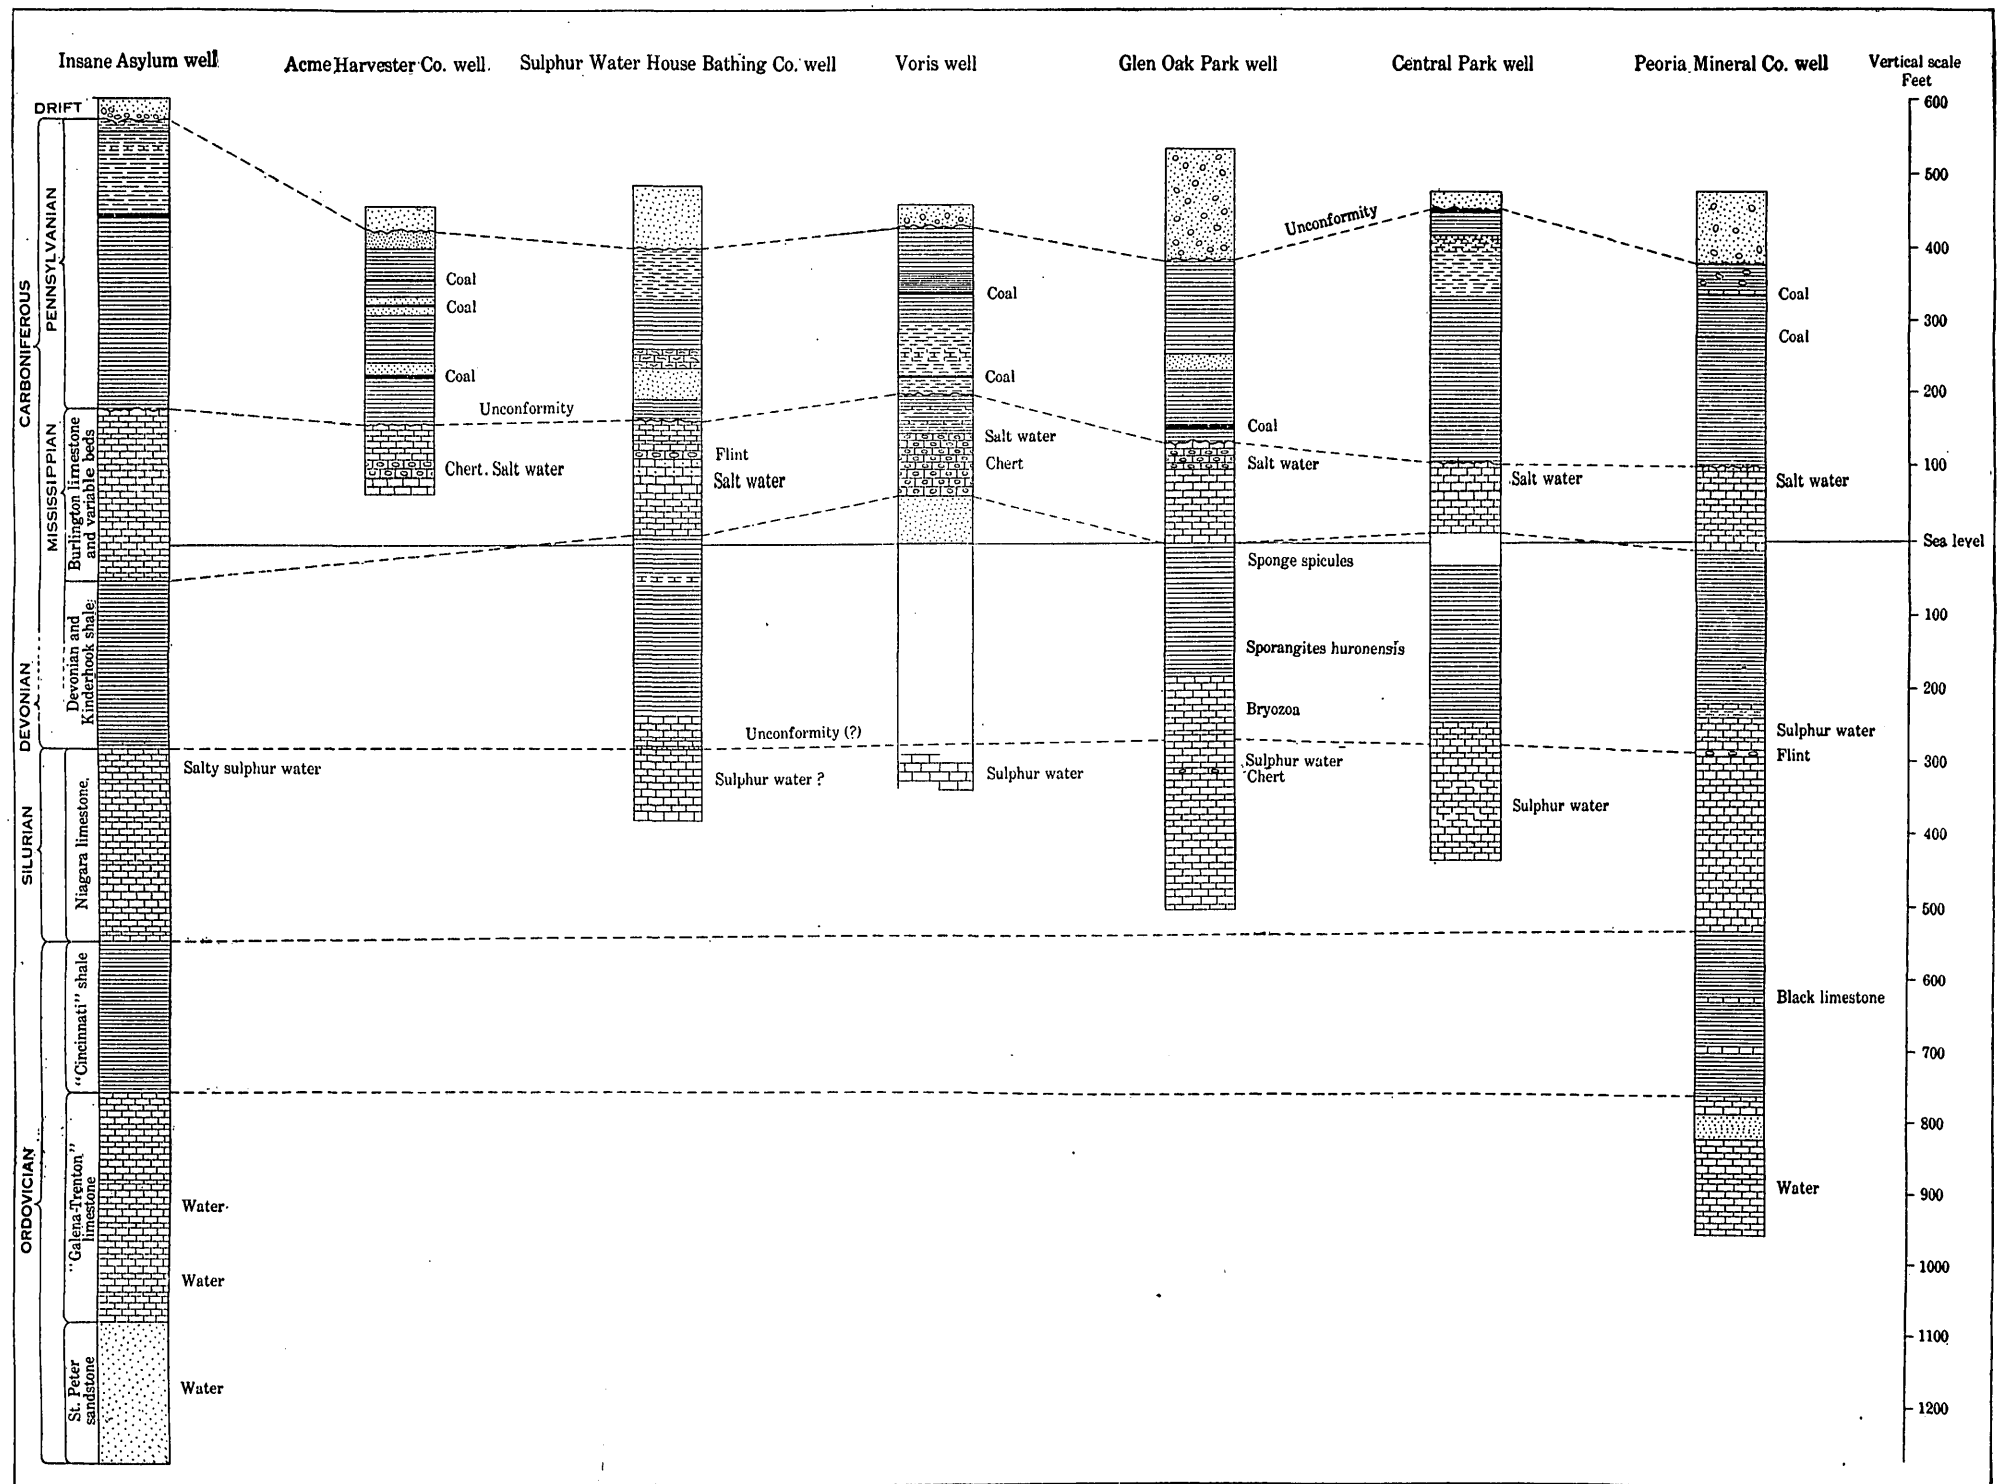 Insane Asylum well
Acme Harvester Co. well.
Sulphur Water House Bathing Co. well
Voris well
Glen Oak Park well
Central Park well
Peoria Mineral Co. well
Vertical scale
Feet
DRIFT
CARBONIFEROUS
PENNSYLVANIAN
MISSISSIPPIAN
Burlington limestone
and variable beds
DEVONIAN
Devonian and
Kinderhook shale
SILURIAN
Niagara limestone.
ORDOVICIAN
"Cincinnati" shale
"Galena-Trenton"
limestone
St. Peter
sandstone
Salty sulphur water
Water
Water
Water
Coal
Coal
Coal
Chert. Salt water
Unconformity
Flint
Salt water
Unconformity (?)
Sulphur water ?
Coal
Coal
Salt water
Chert
Sulphur water
Unconformity
Coal
Salt water
Sponge spicules
Sporangites huronensis
Bryozoa
Sulphur water
Chert
Salt water
Sulphur water
Coal
Coal
Salt water
Sulphur water
Flint
Black limestone
Water
600
500
400
300
200
100
Sea level
100
200
300
400
500
600
700
800
900
1000
1100
1200